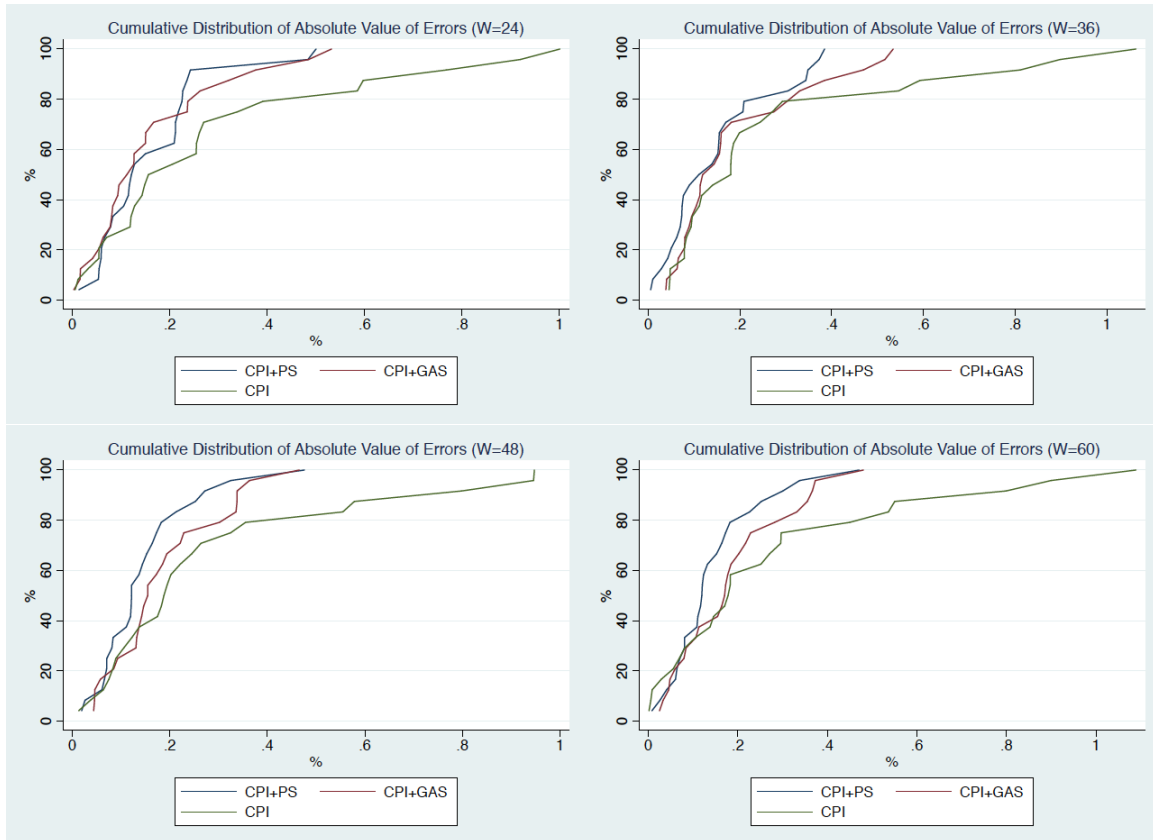 Cumulative Distribution of Absolute Value of Errors (W=24)
%
100
80
60
40
20
0
0 .2 .4 .6 .8 1
%
CPI+PS CPI+GAS
CPI
Cumulative Distribution of Absolute Value of Errors (W=36)
%
100
80
60
40
20
0
0 .2 .4 .6 .8 1
%
CPI+PS CPI+GAS
CPI
Cumulative Distribution of Absolute Value of Errors (W=48)
%
100
80
60
40
20
0
0 .2 .4 .6 .8 1
%
CPI+PS CPI+GAS
CPI
Cumulative Distribution of Absolute Value of Errors (W=60)
%
100
80
60
40
20
0
0 .2 .4 .6 .8 1
%
CPI+PS CPI+GAS
CPI